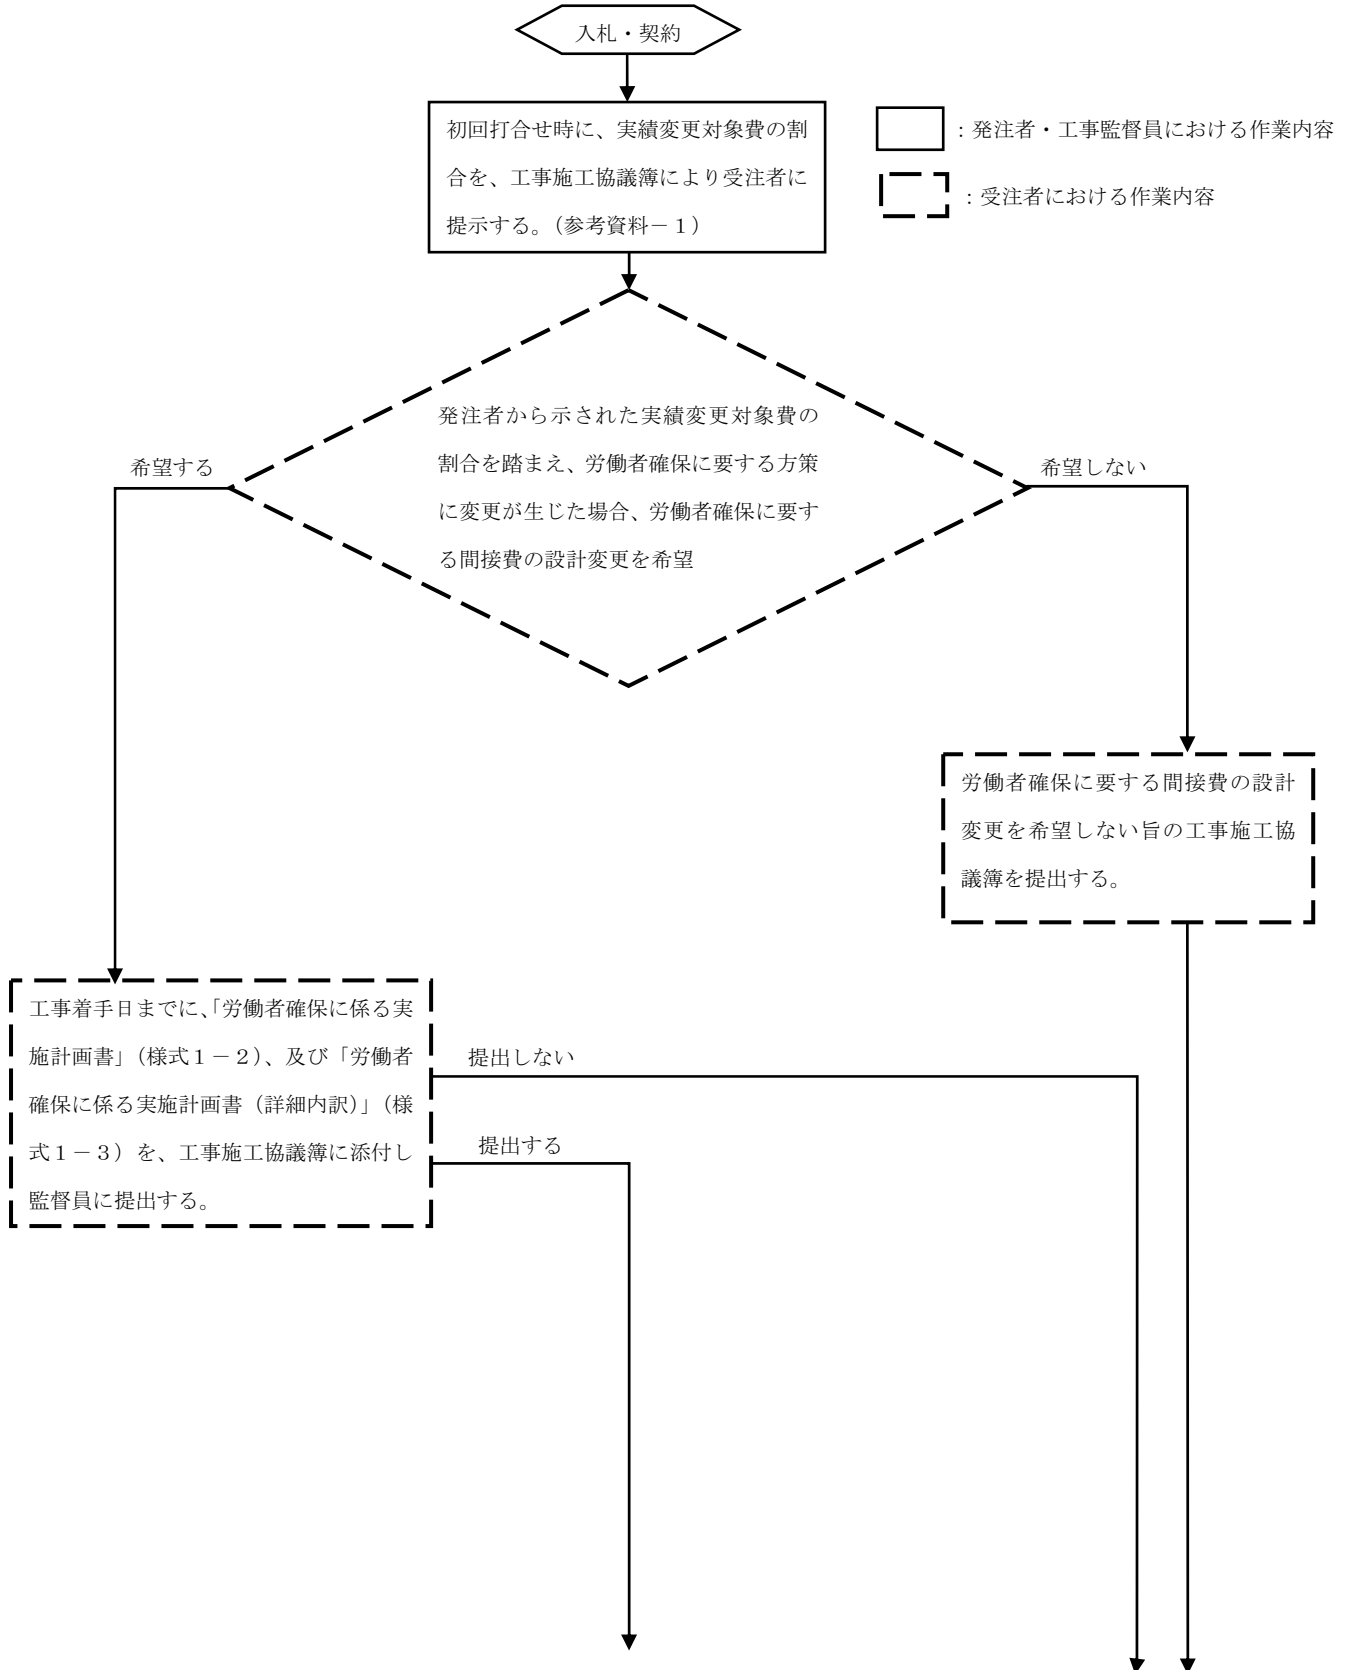 入札・契約
初回打合せ時に、実績変更対象費の割
合を、工事施工協議簿により受注者に
提示する。（参考資料－１）
：発注者・工事監督員における作業内容
：受注者における作業内容
発注者から示された実績変更対象費の
割合を踏まえ、労働者確保に要する方策
に変更が生じた場合、労働者確保に要す
る間接費の設計変更を希望
希望する
希望しない
労働者確保に要する間接費の設計
変更を希望しない旨の工事施工協
議簿を提出する。
工事着手日までに、「労働者確保に係る実
施計画書」（様式１－２）、及び「労働者
確保に係る実施計画書（詳細内訳）」（様
式１－３）を、工事施工協議簿に添付し
監督員に提出する。
提出しない
提出する